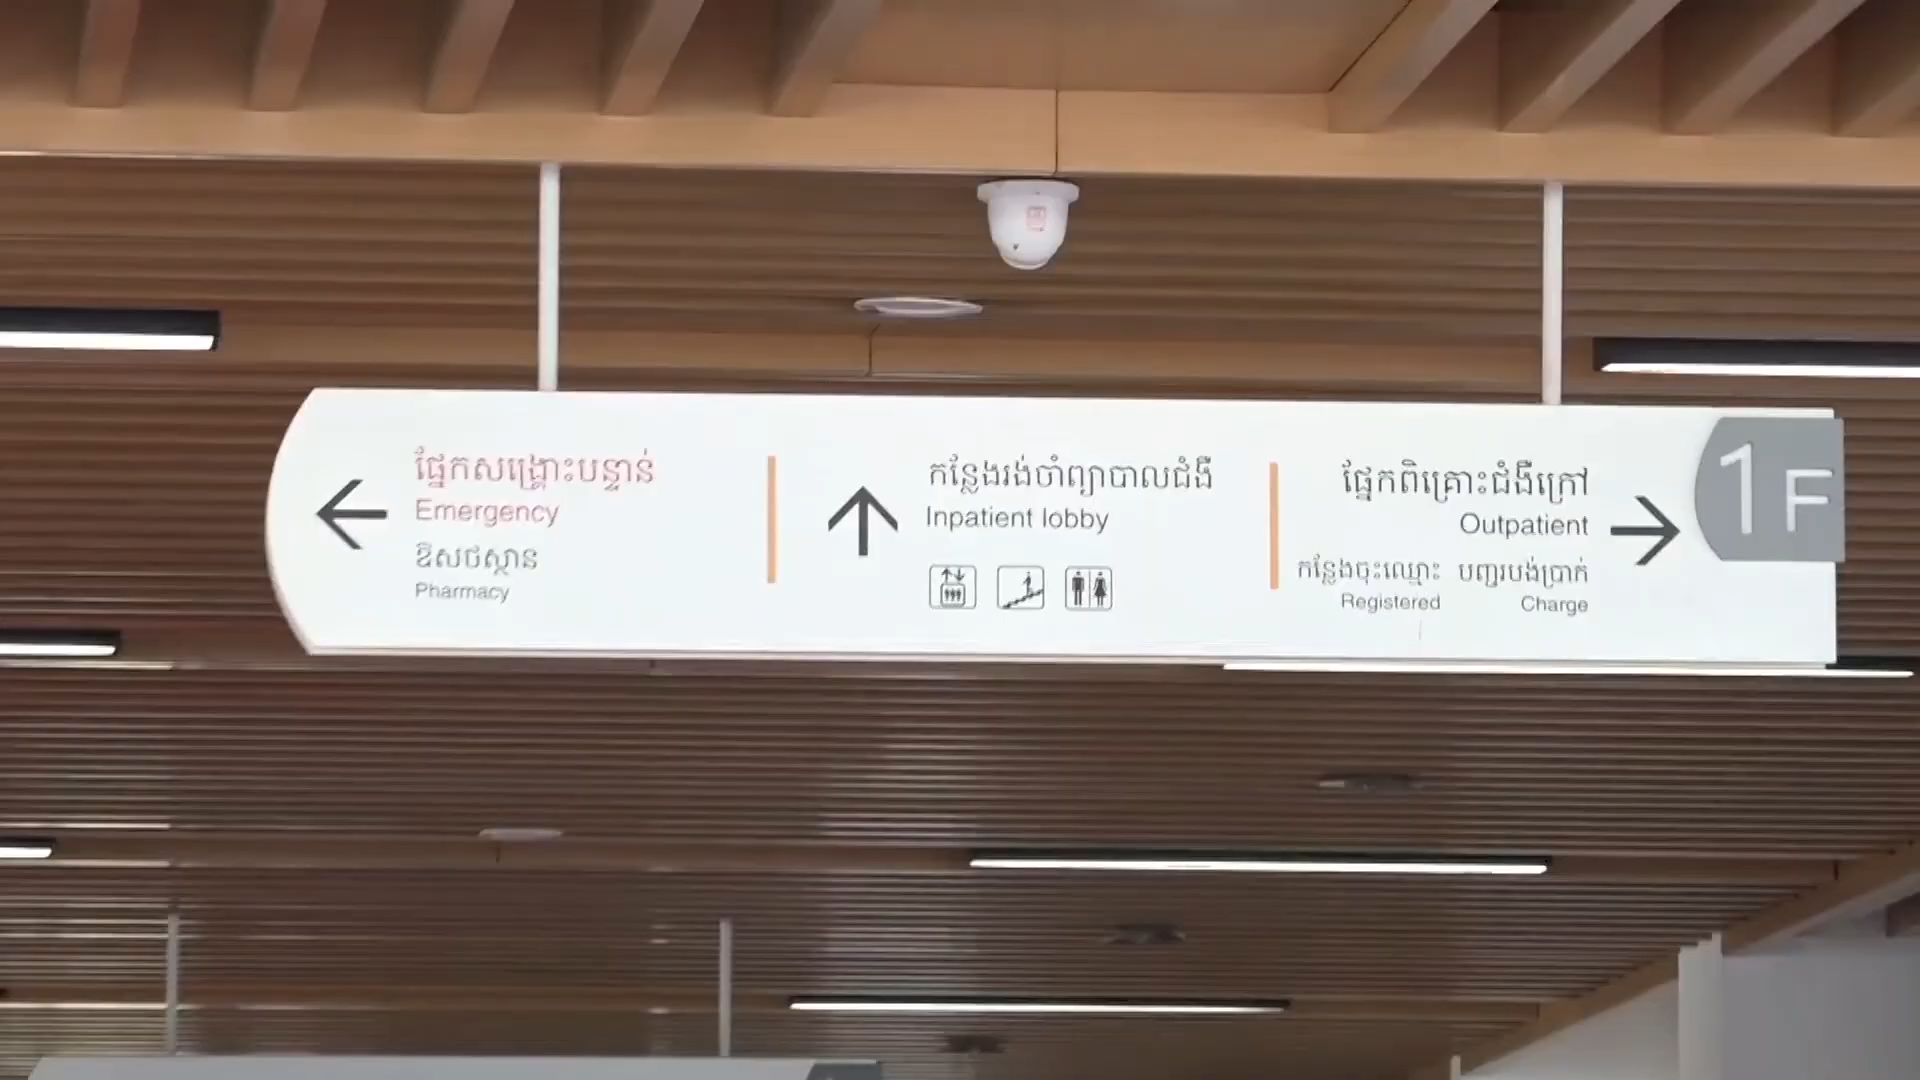 ផ្នែកសង្គ្រោះបន្ទាន់
Emergency
ឱសថស្ថាន
Pharmacy
កន្លែងរង់ចាំព្យាបាលជំងឺ
Inpatient lobby
ផ្នែកពិគ្រោះជំងឺក្រៅ
Outpatient
កន្លែងចុះឈ្មោះ បញ្ជរបង់ប្រាក់
Registered Charge
1F